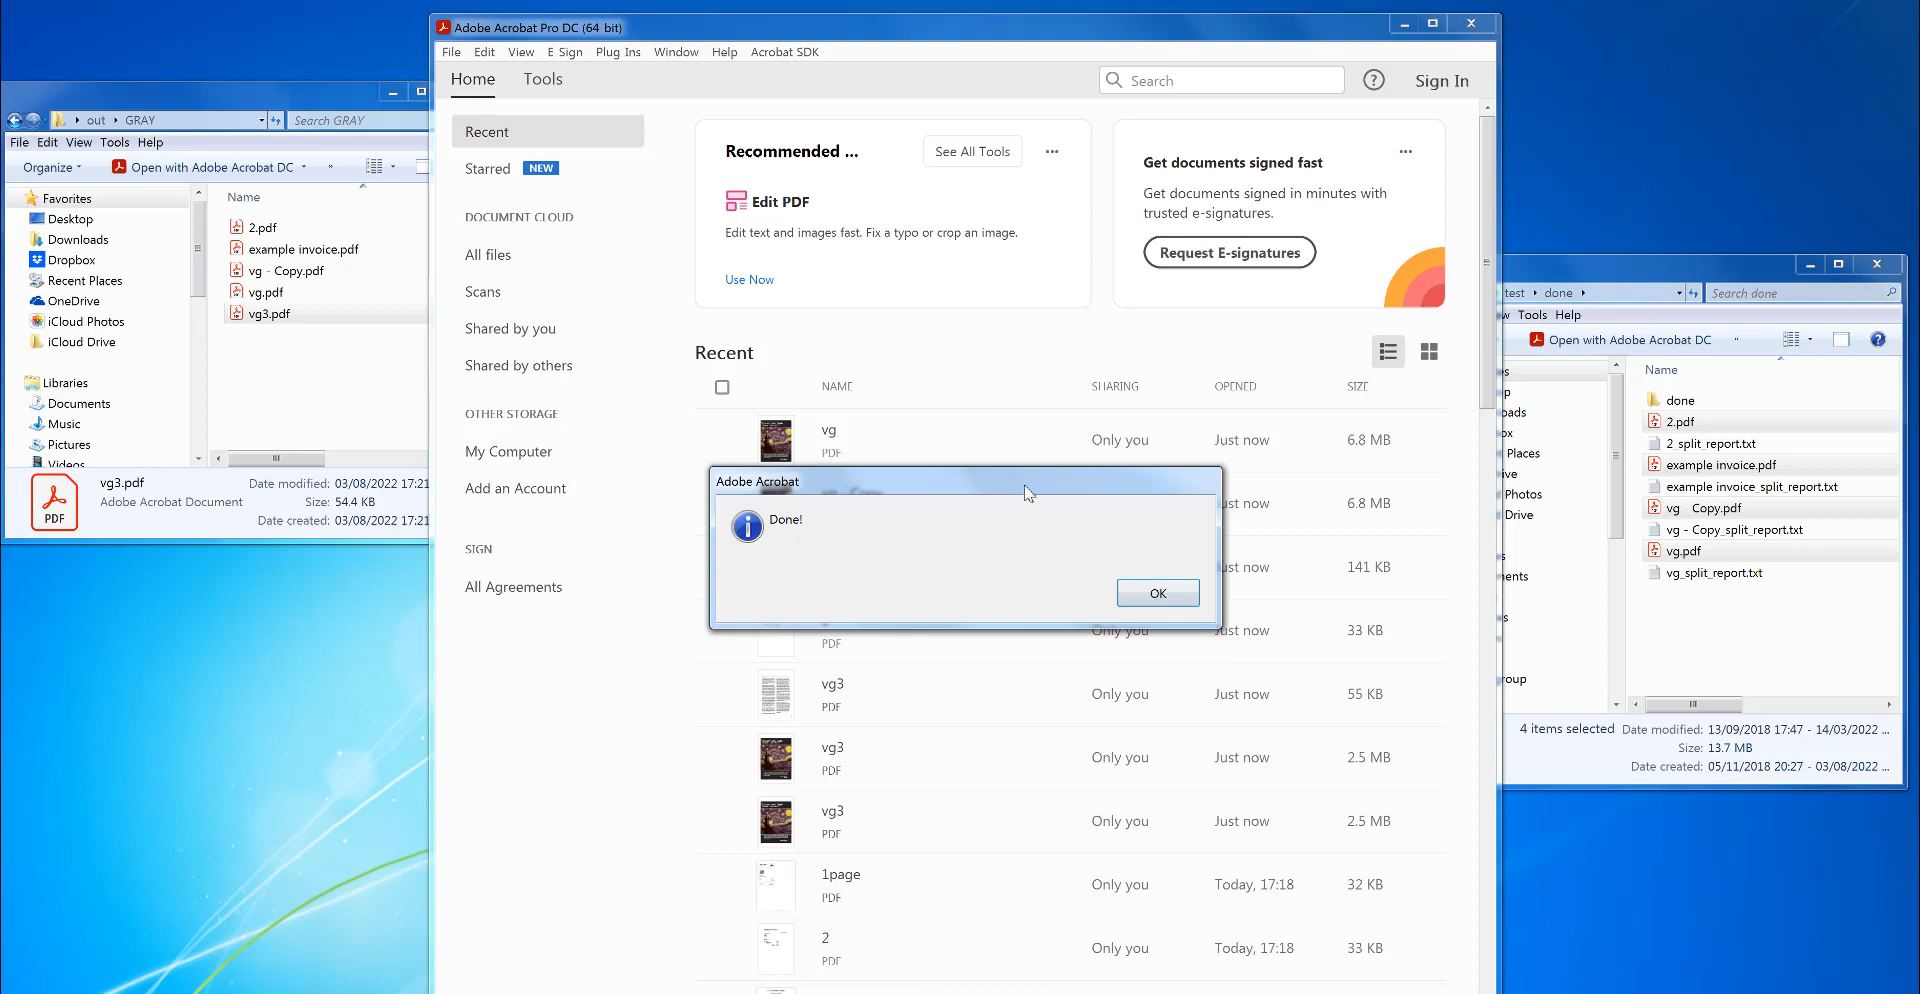 Adobe Acrobat Pro DC (64 bit)
File Edit View E Sign Plug Ins Window Help Acrobat SDK
Home Tools
Search
Sign In
Recent
Starred NEW
DOCUMENT CLOUD
All files
Scans
Shared by you
Shared by others
OTHER STORAGE
My Computer
Add an Account
SIGN
All Agreements
Recommended ...
See All Tools
Edit PDF
Edit text and images fast. Fix a typo or crop an image.
Use Now
Get documents signed fast
Get documents signed in minutes with
trusted e-signatures.
Request E-signatures
Recent
NAME SHARING OPENED SIZE
vg
PDF
Only you Just now 6.8 MB
ust now 6.8 MB
ust now 141 KB
PDF
Only you Just now 33 KB
vg3
PDF
Only you Just now 55 KB
vg3
PDF
Only you Just now 2.5 MB
vg3
PDF
Only you Just now 2.5 MB
1page
PDF
Only you Today, 17:18 32 KB
2
PDF
Only you Today, 17:18 33 KB
Adobe Acrobat
Done!
OK
out GRAY
Search GRAY
File Edit View Tools Help
Organize Open with Adobe Acrobat DC »
Favorites
Desktop
Downloads
Dropbox
Recent Places
OneDrive
iCloud Photos
iCloud Drive
Libraries
Documents
Music
Pictures
Videos
Name
2.pdf
example invoice.pdf
vg - Copy.pdf
vg.pdf
vg3.pdf
PDF
vg3.pdf
Adobe Acrobat Document
Date modified: 03/08/2022 17:21
Size: 54.4 KB
Date created: 03/08/2022 17:21
test done
Search done
w Tools Help
Open with Adobe Acrobat DC »
es
p
oads
ox
Places
ive
Photos
Drive
s
ents
s
roup
Name
done
2.pdf
2_split_report.txt
example invoice.pdf
example invoice_split_report.txt
vg Copy.pdf
vg - Copy_split_report.txt
vg.pdf
vg_split_report.txt
4 items selected
Date modified: 13/09/2018 17:47 - 14/03/2022 ...
Size: 13.7 MB
Date created: 05/11/2018 20:27 - 03/08/2022 ...